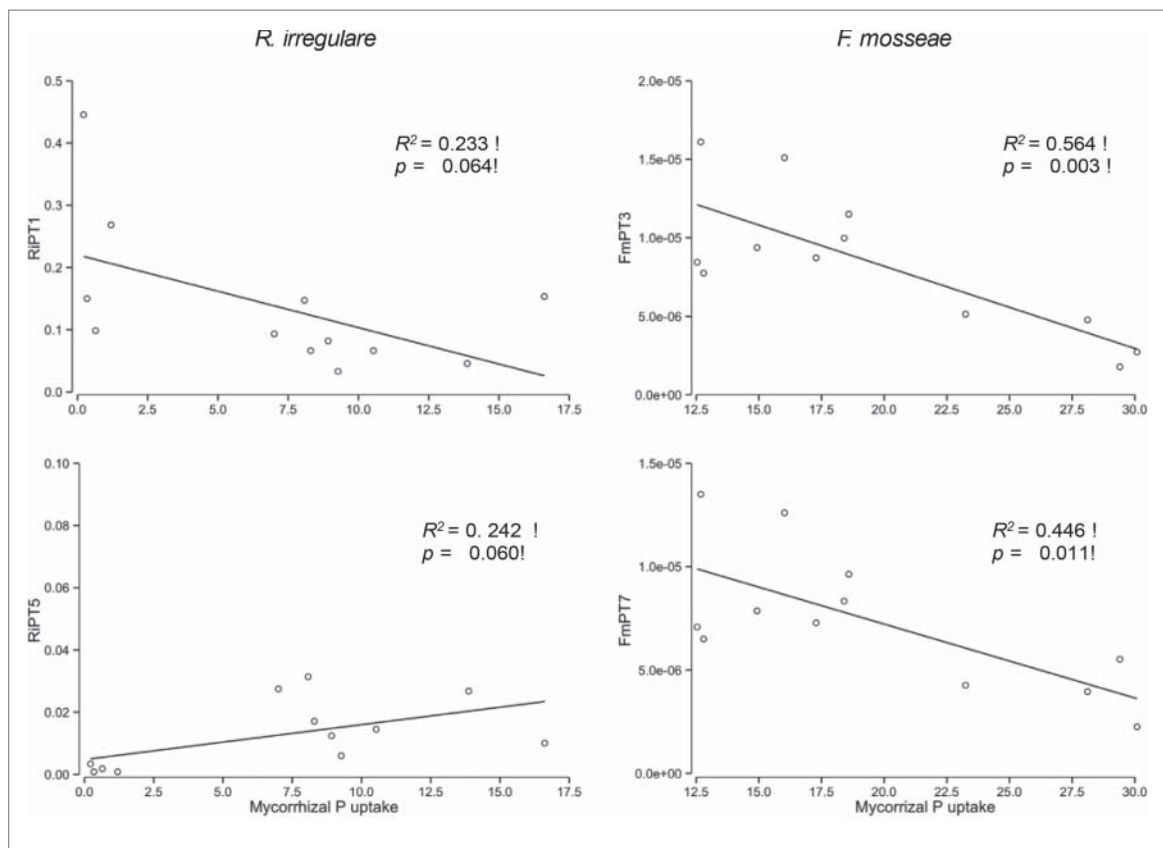 R. irregulare
F. mosseae
0.5
0.4
0.3
0.2
0.1
0.0
RiPT1
R² = 0.233 !
p = 0.064!
0.0 2.5 5.0 7.5 10.0 12.5 15.0 17.5
2.0e-05
1.5e-05
1.0e-05
5.0e-06
0.0e+00
FmPT3
R² = 0.564 !
p = 0.003 !
12.5 15.0 17.5 20.0 22.5 25.0 27.5 30.0
0.10
0.08
0.06
0.04
0.02
0.00
RiPT5
R² = 0. 242 !
p = 0.060!
0.0 2.5 5.0 7.5 10.0 12.5 15.0 17.5
Mycorrhizal P uptake
1.5e-05
1.0e-05
5.0e-06
0.0e+00
FmPT7
R² = 0.446 !
p = 0.011!
12.5 15.0 17.5 20.0 22.5 25.0 27.5 30.0
Mycorrizal P uptake